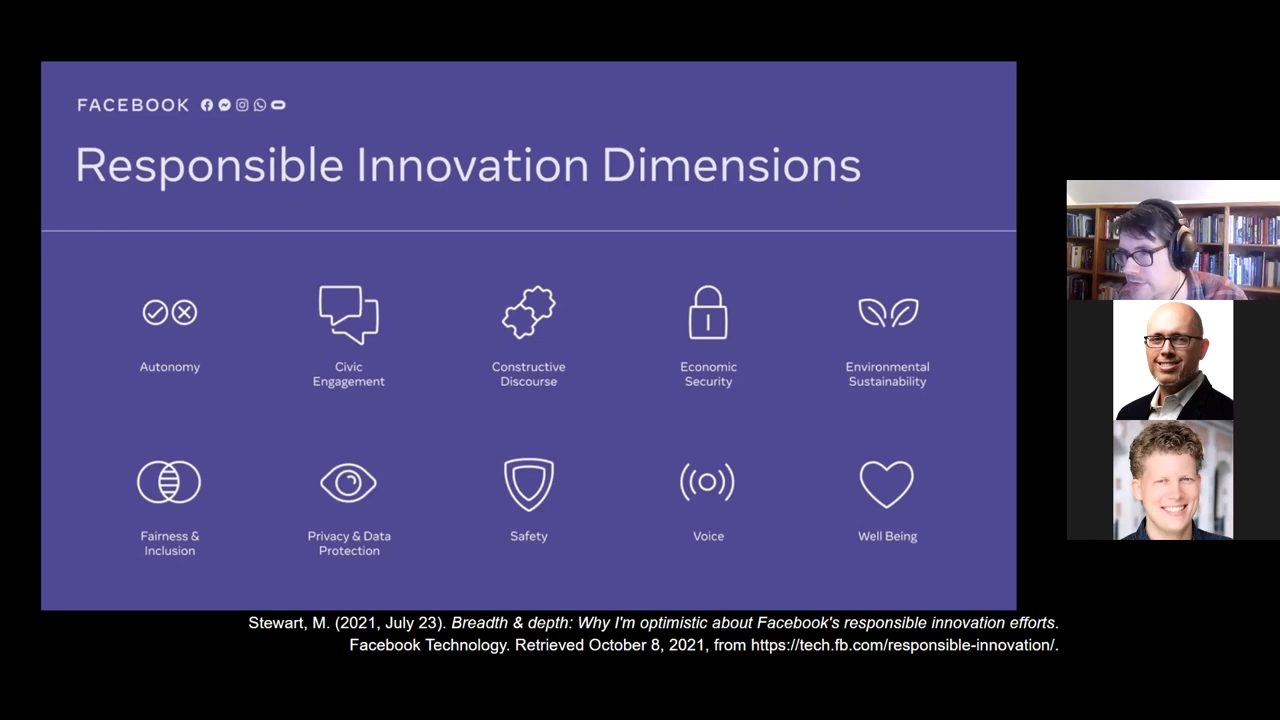 FACEBOOK
Responsible Innovation Dimensions
Autonomy
Civic
Engagement
Constructive
Discourse
Economic
Security
Environmental
Sustainability
Fairness &
Inclusion
Privacy & Data
Protection
Safety
Voice
Well Being
Stewart, M. (2021, July 23). Breadth & depth: Why I'm optimistic about Facebook's responsible innovation efforts.
Facebook Technology. Retrieved October 8, 2021, from https://tech.fb.com/responsible-innovation/.